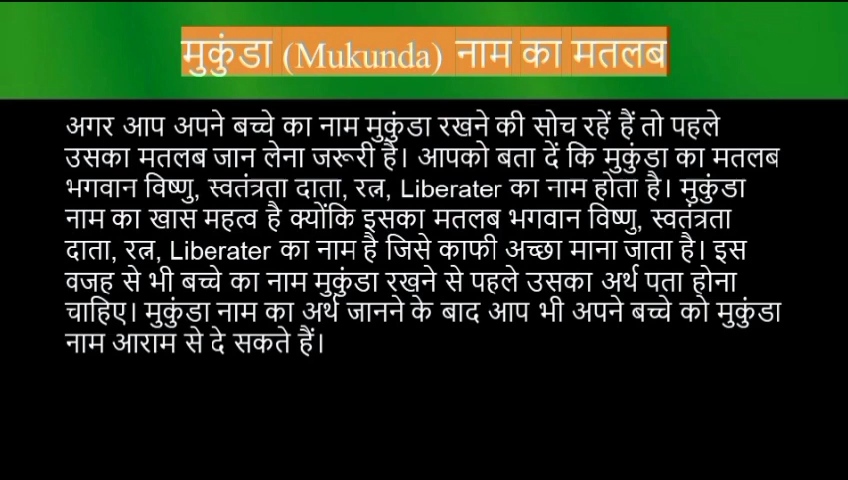 मुकुंडा (Mukunda) नाम का मतलब
अगर आप अपने बच्चे का नाम मुकुंडा रखने की सोच रहें हैं तो पहले
उसका मतलब जान लेना जरूरी है। आपको बता दें कि मुकुंडा का मतलब
भगवान विष्णु, स्वतंत्रता दाता, रत्न, Liberater का नाम होता है। मुकुंडा
नाम का खास महत्व है क्योंकि इसका मतलब भगवान विष्णु, स्वतंत्रता
दाता, रत्न, Liberater का नाम है जिसे काफी अच्छा माना जाता है। इस
वजह से भी बच्चे का नाम मुकुंडा रखने से पहले उसका अर्थ पता होना
चाहिए। मुकुंडा नाम का अर्थ जानने के बाद आप भी अपने बच्चे को मुकुंडा
नाम आराम से दे सकते हैं।